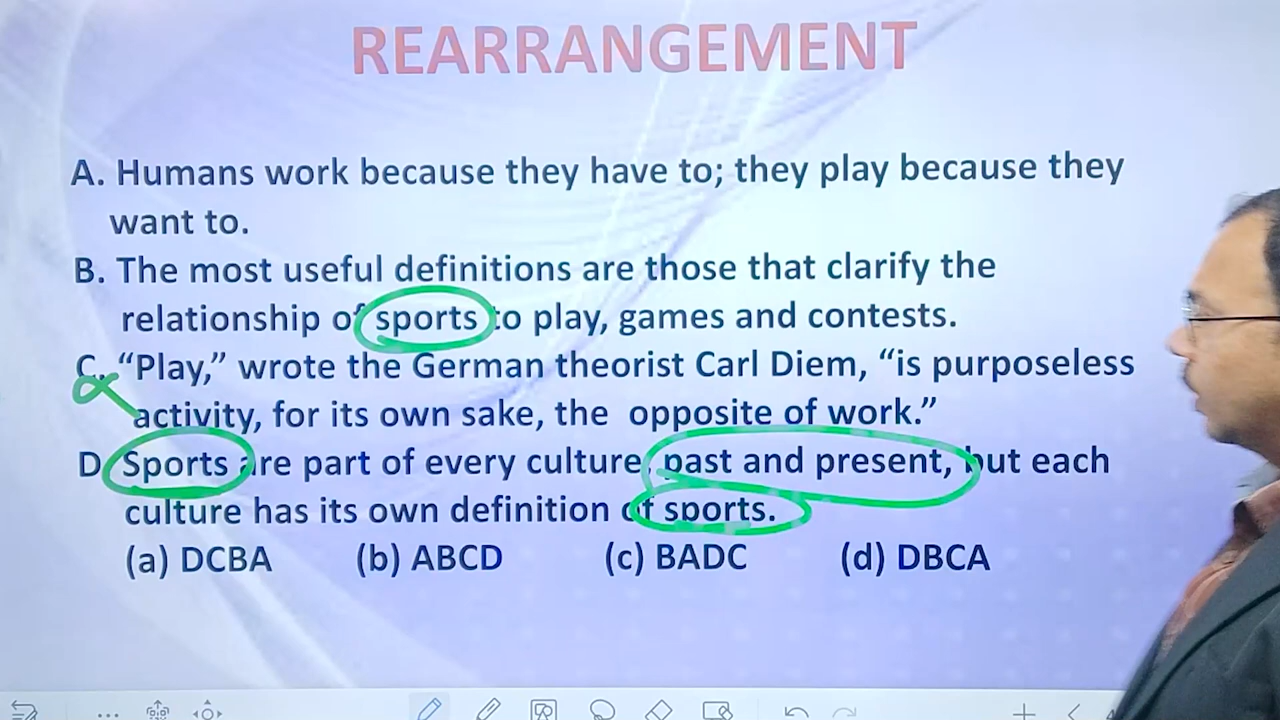 REARRANGEMENT
A. Humans work because they have to; they play because they
want to.
B. The most useful definitions are those that clarify the
relationship of sports to play, games and contests.
C. “Play,” wrote the German theorist Carl Diem, “is purposeless
activity, for its own sake, the opposite of work.”
D Sports are part of every culture, past and present, but each
culture has its own definition of sports.
(a) DCBA (b) ABCD (c) BADC (d) DBCA